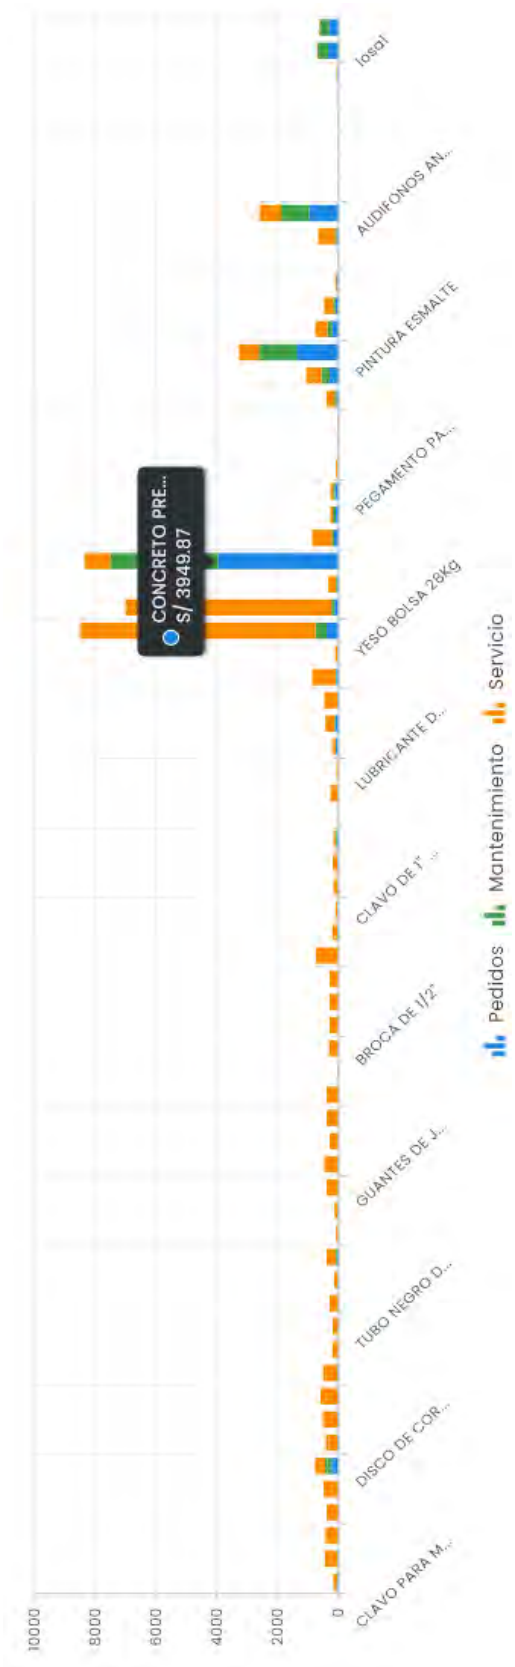 10000
8000
6000
4000
2000
0
CONCRETO PRE...
S/ 3949.87
CLAVO PARA M...
DISCO DE COR...
TUBO NEGRO D...
GUANTES DE J...
BROCA DE 1/2"
CLAVO DE 1" ...
LUBRICANTE D...
YESO BOLSA 28Kg
PEGAMENTO PA...
PINTURA ESMALTE
AUDIFONOS AN...
losa1
Pedidos Mantenimiento Servicio